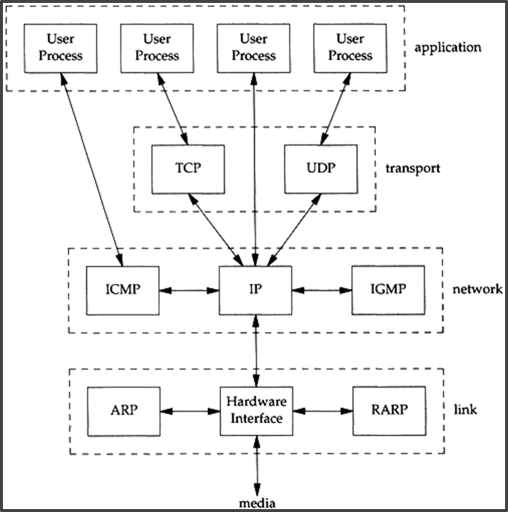 User
Process
User
Process
User
Process
User
Process
application
TCP
UDP
transport
ICMP
IP
IGMP
network
ARP
Hardware
Interface
RARP
link
media